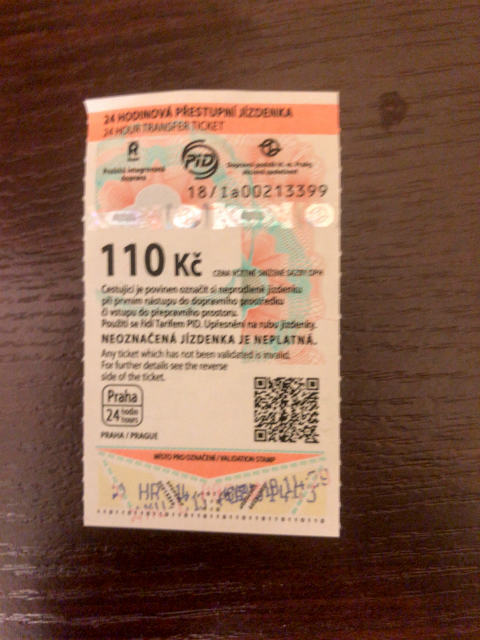 24 HODINOVÁ PŘESTUPNÍ JÍZDENKA
24 HOUR TRANSFER TICKET
PID
Pražská integrovaná
doprava
Dopravní podnik hl. m. Prahy,
akciová společnost
18/Ia00213399
110 Kč
CENA VČETNĚ SNÍŽENÉ SAZBY DPH
Cestující je povinen označit si neprodleně jízdenku
při prvním nástupu do dopravního prostředku
či vstupu do přepravního prostoru.
Použití se řídí Tarifem PID. Upřesnění na rubu jízdenky.
NEOZNAČENÁ JÍZDENKA JE NEPLATNÁ.
Any ticket which has not been validated is invalid.
For further details see the reverse
side of the ticket.
Praha
24 hodin
hours
PRAHA / PRAGUE
MÍSTO PRO OZNAČENÍ / VALIDATION STAMP